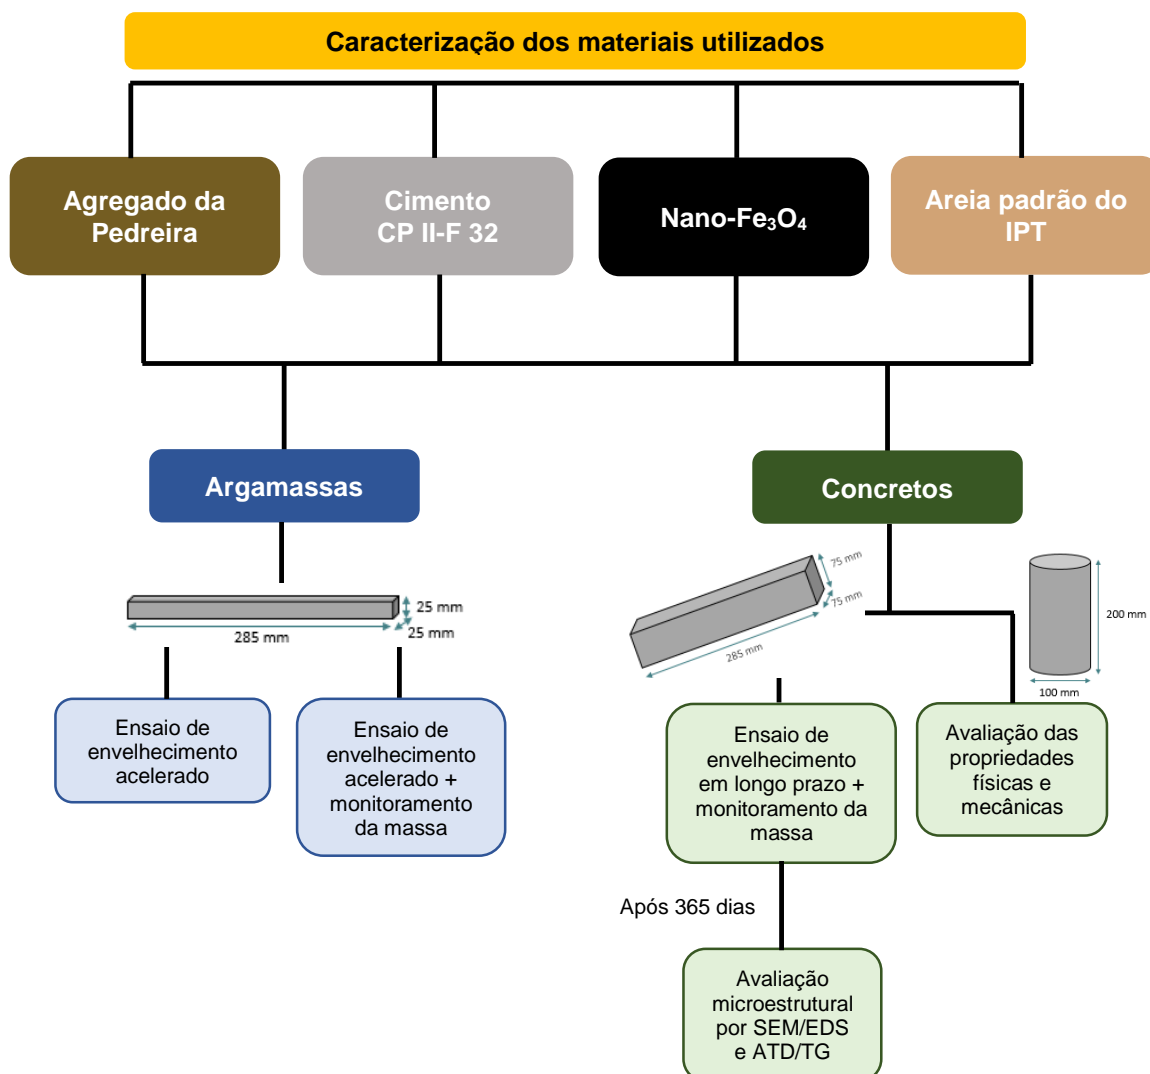 Caracterização dos materiais utilizados
Agregado da
Pedreira
Cimento
CP II-F 32
Nano-Fe₃O₄
Areia padrão do
IPT
Argamassas
Concretos
25 mm
25 mm
285 mm
75 mm
75 mm
285 mm
200 mm
100 mm
Ensaio de
envelhecimento
acelerado
Ensaio de
envelhecimento
acelerado +
monitoramento
da massa
Ensaio de
envelhecimento
em longo prazo +
monitoramento da
massa
Avaliação das
propriedades
físicas e
mecânicas
Após 365 dias
Avaliação
microestrutural
por SEM/EDS
e ATD/TG